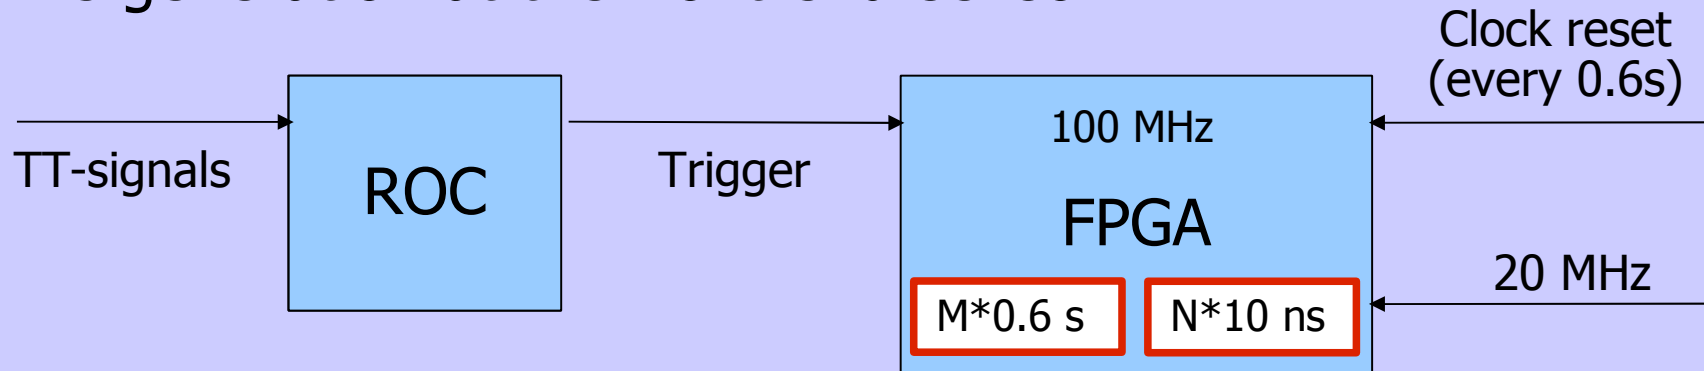 Clock reset
(every 0.6s)
100 MHz
TT-signals
ROC
Trigger
FPGA
20 MHz
M*0.6 s
N*10 ns